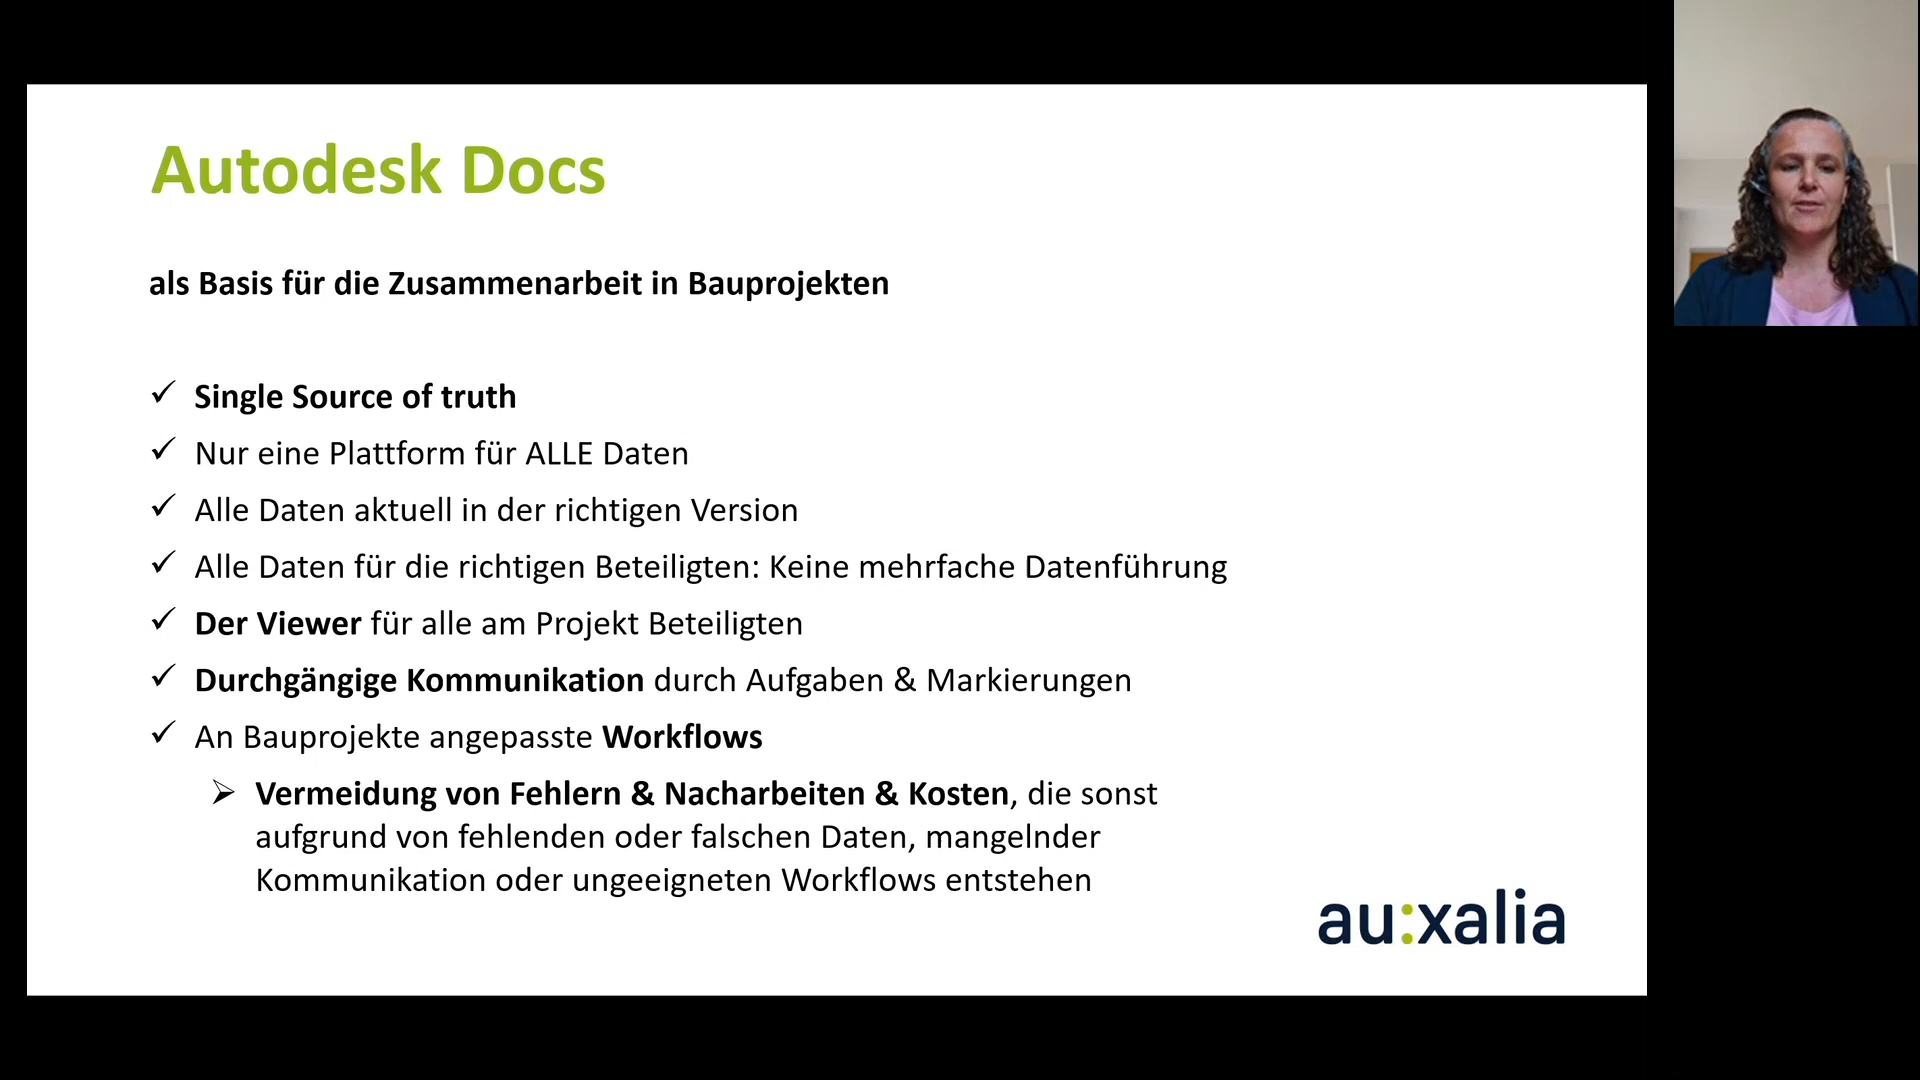 Autodesk Docs
als Basis für die Zusammenarbeit in Bauprojekten
✓ Single Source of truth
✓ Nur eine Plattform für ALLE Daten
✓ Alle Daten aktuell in der richtigen Version
✓ Alle Daten für die richtigen Beteiligten: Keine mehrfache Datenführung
✓ Der Viewer für alle am Projekt Beteiligten
✓ Durchgängige Kommunikation durch Aufgaben & Markierungen
✓ An Bauprojekte angepasste Workflows
➢ Vermeidung von Fehlern & Nacharbeiten & Kosten, die sonst
aufgrund von fehlenden oder falschen Daten, mangelnder
Kommunikation oder ungeeigneten Workflows entstehen
au:xalia